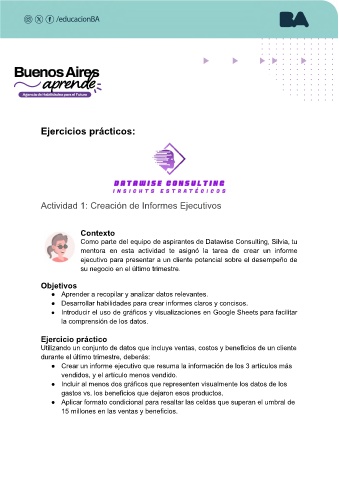 /educacionBA
BA
Buenos Aires
aprende
Agencia de Habilidades para el Futuro
Ejercicios prácticos:
DATAWISE CONSULTING
INSIGHTS ESTRATÉGICOS
Actividad 1: Creación de Informes Ejecutivos
Contexto
Como parte del equipo de aspirantes de Datawise Consulting, Silvia, tu
mentora en esta actividad te asignó la tarea de crear un informe
ejecutivo para presentar a un cliente potencial sobre el desempeño de
su negocio en el último trimestre.
Objetivos
● Aprender a recopilar y analizar datos relevantes.
● Desarrollar habilidades para crear informes claros y concisos.
● Introducir el uso de gráficos y visualizaciones en Google Sheets para facilitar
la comprensión de los datos.
Ejercicio práctico
Utilizando un conjunto de datos que incluye ventas, costos y beneficios de un cliente
durante el último trimestre, deberás:
● Crear un informe ejecutivo que resuma la información de los 3 artículos más
vendidos, y el artículo menos vendido.
● Incluir al menos dos gráficos que representen visualmente los datos de los
gastos vs. los beneficios que dejaron esos productos.
● Aplicar formato condicional para resaltar las celdas que superan el umbral de
15 millones en las ventas y beneficios.